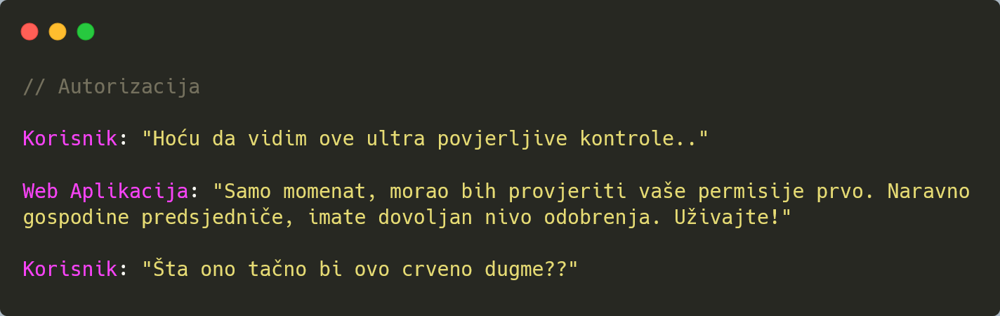 // Autorizacija
Korisnik: "Hoću da vidim ove ultra povjerljive kontrole.."
Web Aplikacija: "Samo momenat, morao bih provjeriti vaše permisije prvo. Naravno
gospodine predsjedniče, imate dovoljan nivo odobrenja. Uživajte!"
Korisnik: "Šta ono tačno bi ovo crveno dugme??"